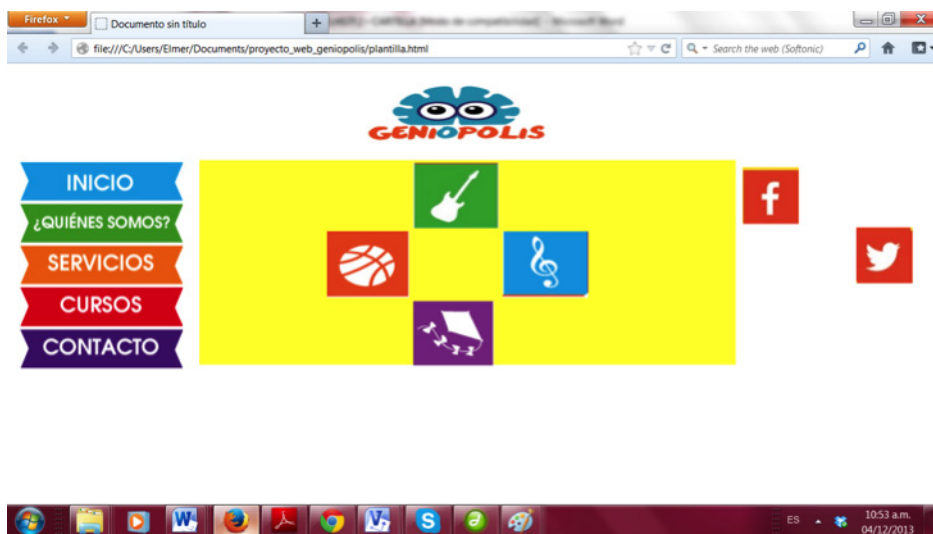 Firefox
Documento sin título
file:///C:/Users/Elmer/Documents/proyecto_web_geniopolis/plantilla.html
Search the web (Softonic)
GENIOPOLIS
INICIO
¿QUIÉNES SOMOS?
SERVICIOS
CURSOS
CONTACTO
ES
10:53 a.m.
04/12/2013